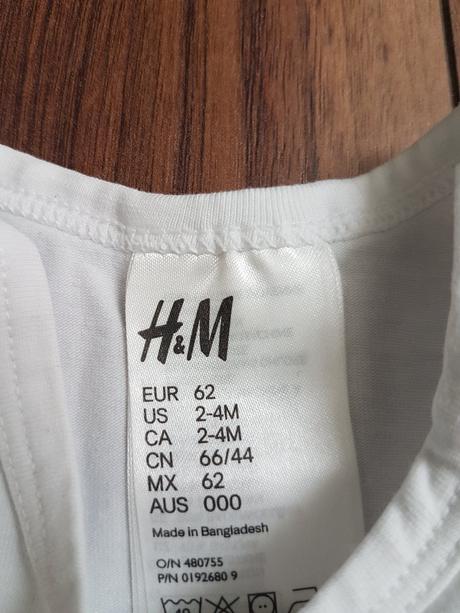 H&M
EUR 62
US 2-4M
CA 2-4M
CN 66/44
MX 62
AUS 000
Made in Bangladesh
O/N 480755
P/N 0192680 9